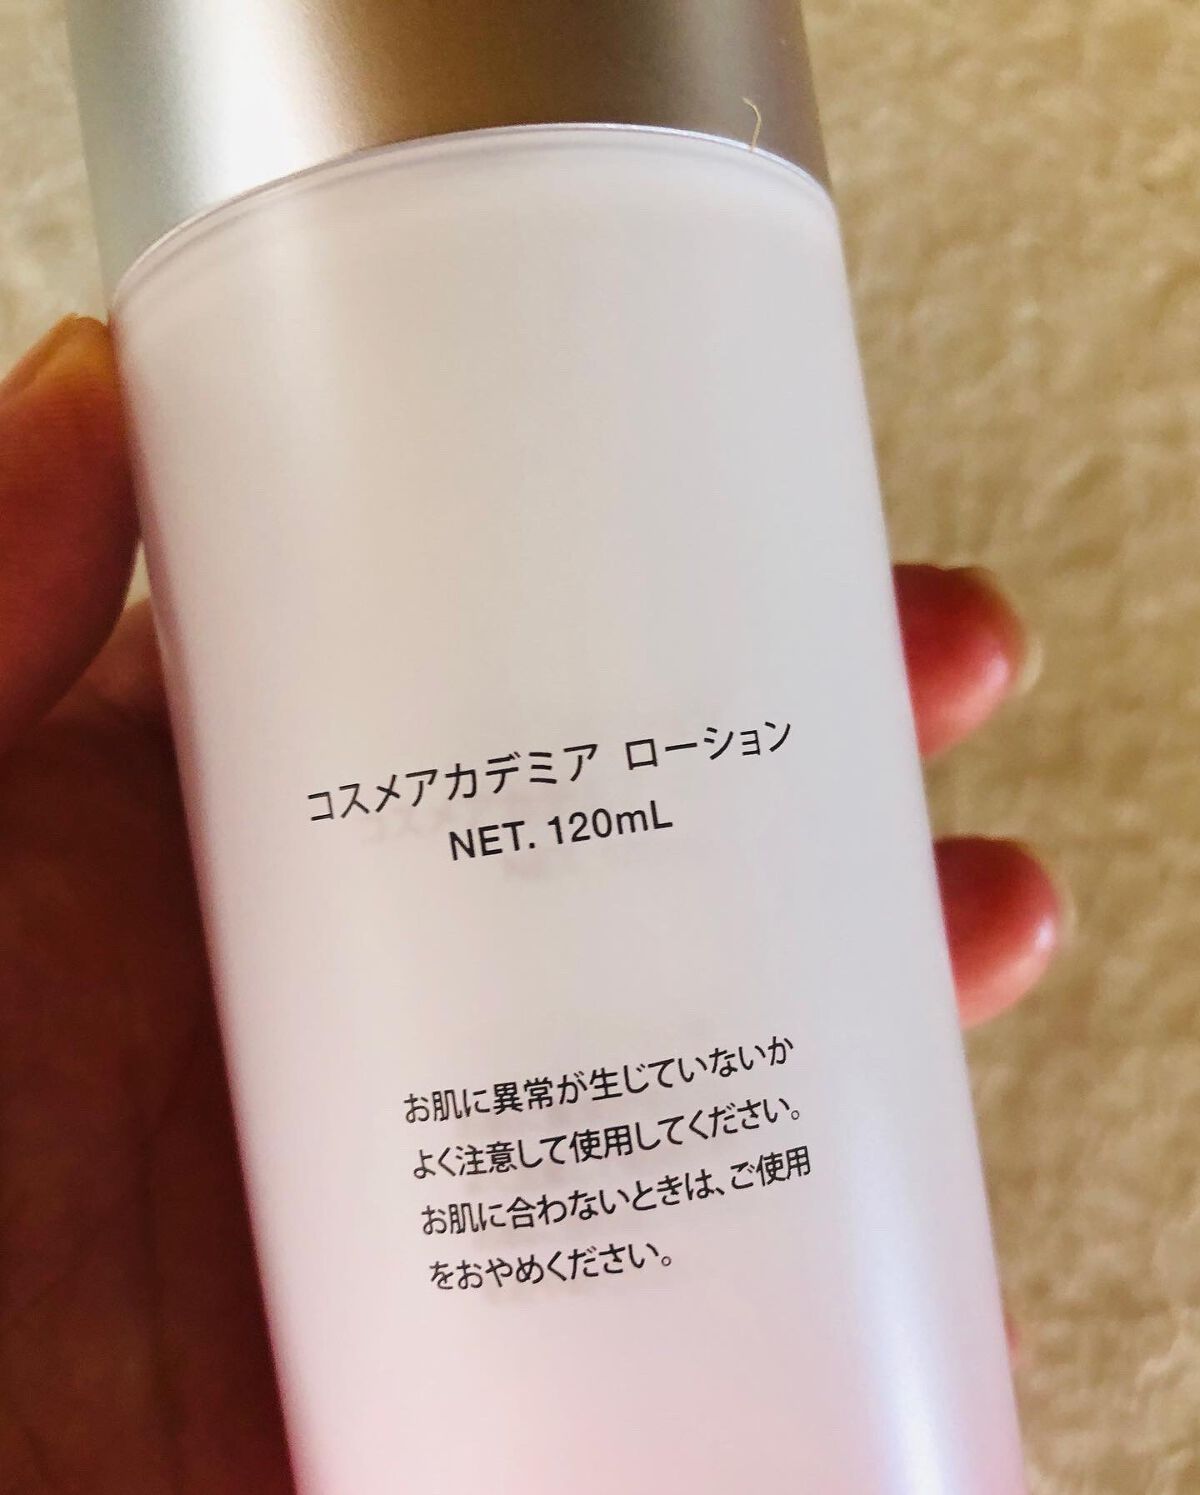 コスメアカデミア ローション
NET. 120mL
お肌に異常が生じていないか
よく注意して使用してください。
お肌に合わないときは、ご使用
をおやめください。